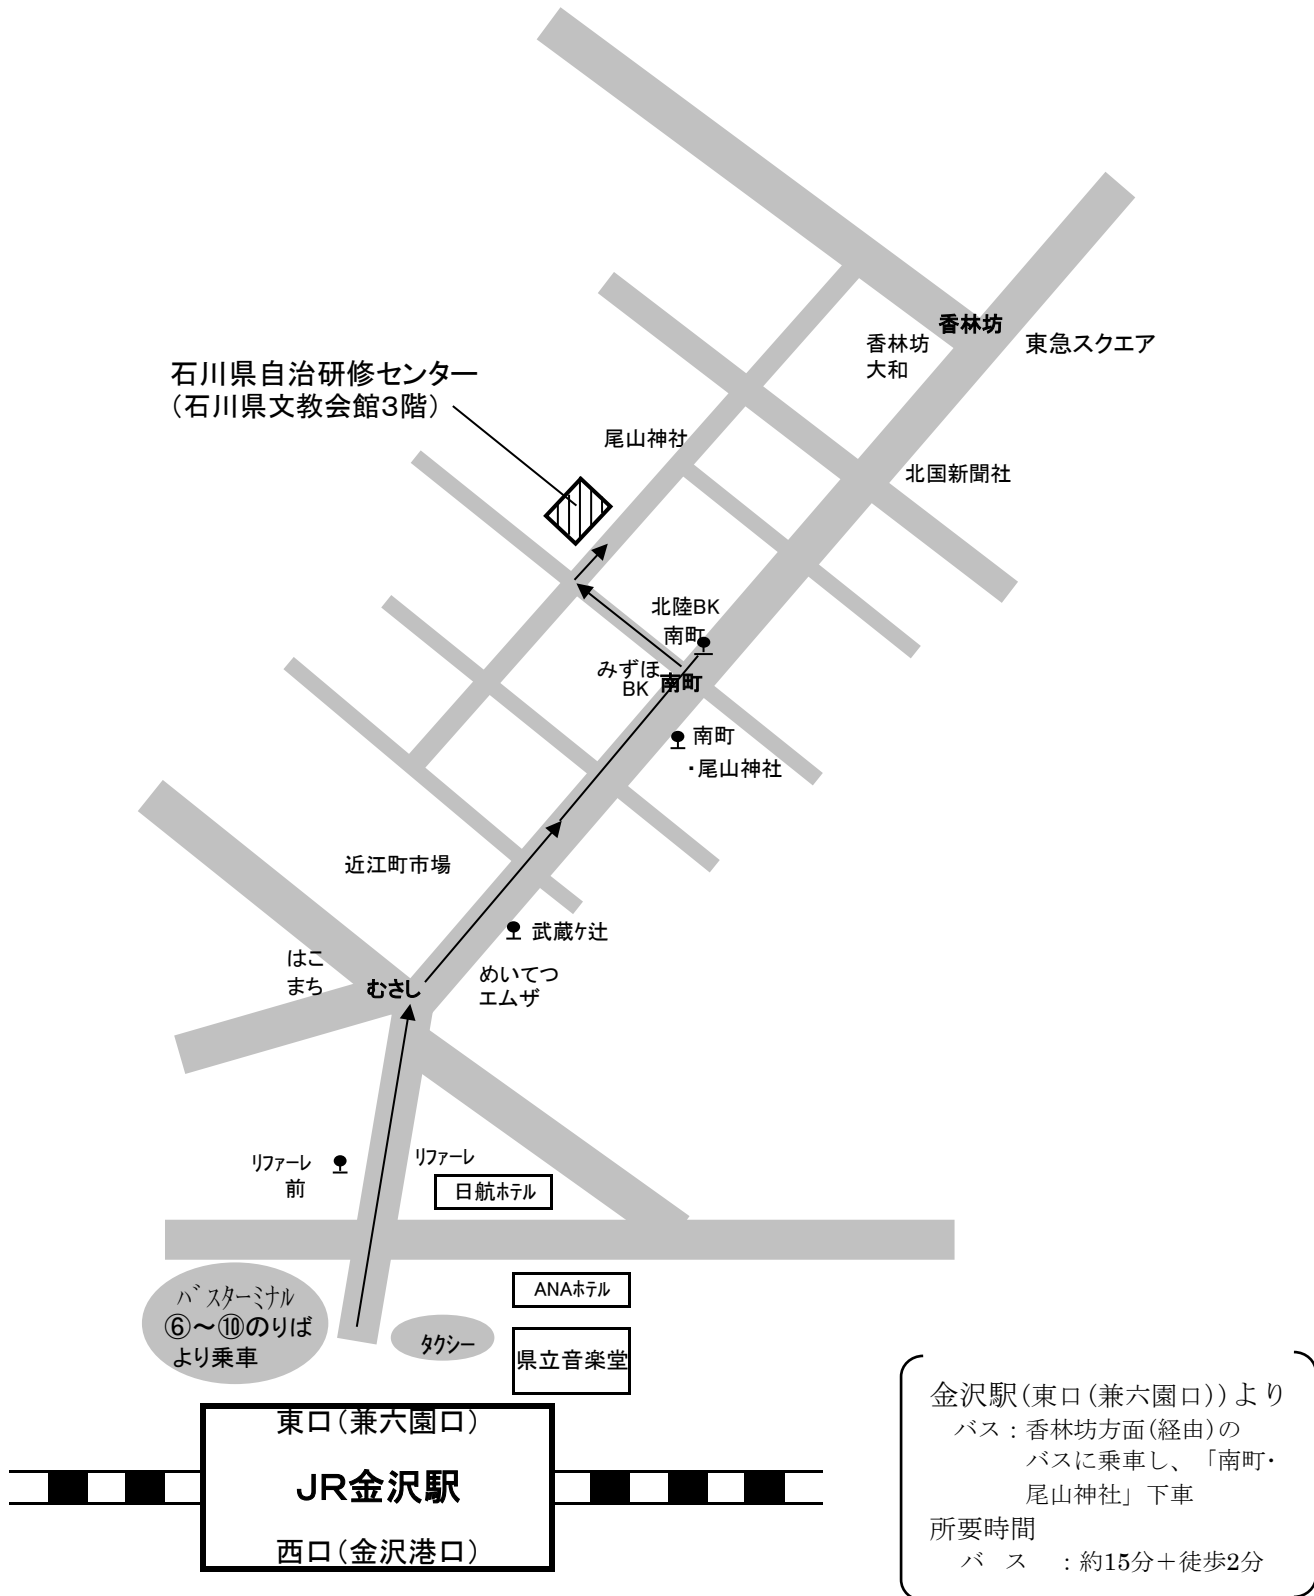 香林坊
香林坊
大和
東急スクエア
石川県自治研修センター
（石川県文教会館3階）
尾山神社
北国新聞社
北陸BK
南町
みずほ
BK
南町
南町
・尾山神社
近江町市場
武蔵ケ辻
はこ
まち
むさし
めいてつ
エムザ
リファーレ
前
リファーレ
日航ホテル
バスターミナル
⑥～⑩のりば
より乗車
タクシー
ANAホテル
県立音楽堂
東口（兼六園口）
JR金沢駅
西口（金沢港口）
金沢駅(東口(兼六園口))より
バス：香林坊方面(経由)の
バスに乗車し、「南町・
尾山神社」下車
所要時間
バ ス ：約15分＋徒歩2分